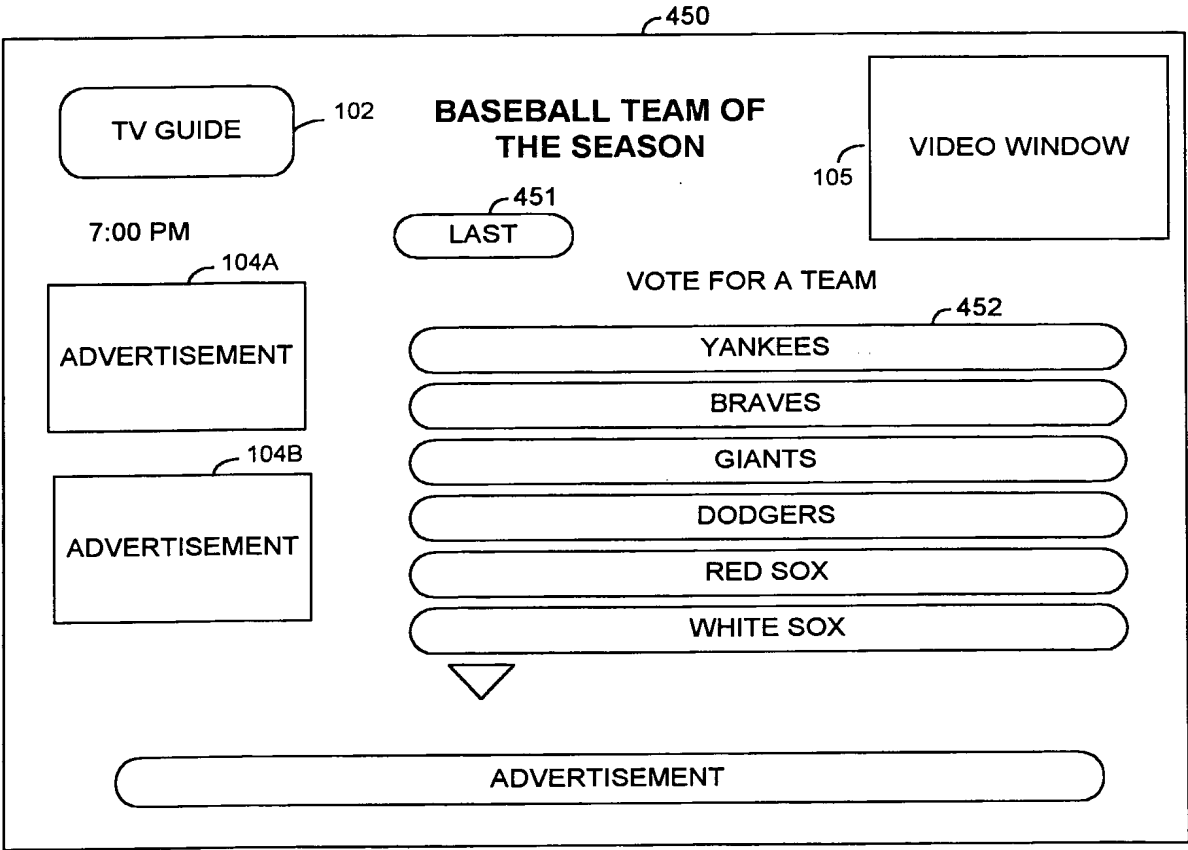 450
TV GUIDE
102
BASEBALL TEAM OF
THE SEASON
VIDEO WINDOW
105
7:00 PM
451
LAST
104A
ADVERTISEMENT
VOTE FOR A TEAM
452
YANKEES
BRAVES
GIANTS
DODGERS
RED SOX
WHITE SOX
104B
ADVERTISEMENT
ADVERTISEMENT